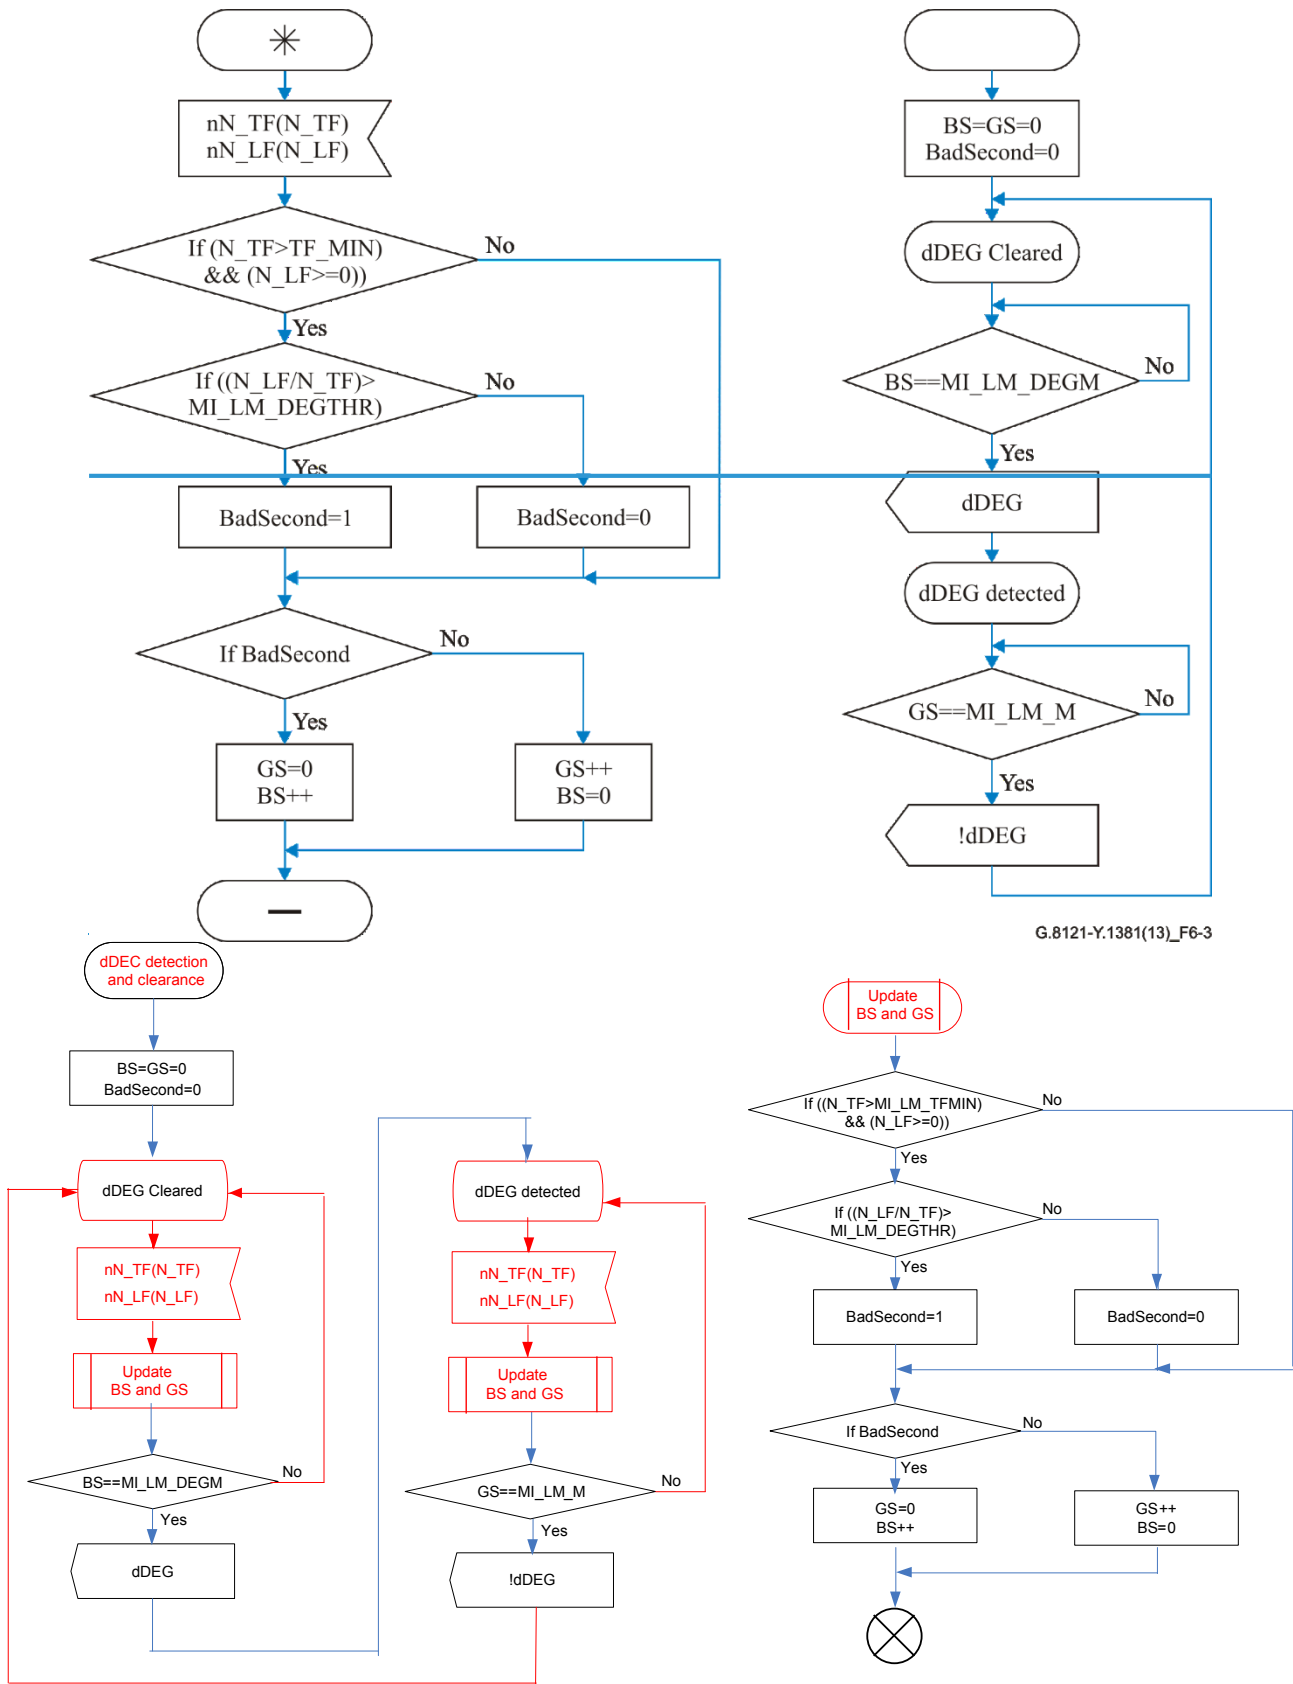 nN_TF(N_TF)
nN_LF(N_LF)
If (N_TF>TF_MIN)
&& (N_LF>=0))
No
Yes
If ((N_LF/N_TF)>
MI_LM_DEGTHR)
No
Yes
BadSecond=1
BadSecond=0
If BadSecond
No
Yes
GS=0
BS++
GS++
BS=0
BS=GS=0
BadSecond=0
dDEG Cleared
BS==MI_LM_DEGM
No
Yes
dDEG
dDEG detected
GS==MI_LM_M
No
Yes
!dDEG
G.8121-Y.1381(13)_F6-3
dDEC detection
and clearance
BS=GS=0
BadSecond=0
dDEG Cleared
nN_TF(N_TF)
nN_LF(N_LF)
Update
BS and GS
BS==MI_LM_DEGM
No
Yes
dDEG
dDEG detected
nN_TF(N_TF)
nN_LF(N_LF)
Update
BS and GS
GS==MI_LM_M
No
Yes
!dDEG
Update
BS and GS
If ((N_TF>MI_LM_TFMIN)
&& (N_LF>=0))
No
Yes
If ((N_LF/N_TF)>
MI_LM_DEGTHR)
No
Yes
BadSecond=1
BadSecond=0
If BadSecond
No
Yes
GS=0
BS++
GS++
BS=0